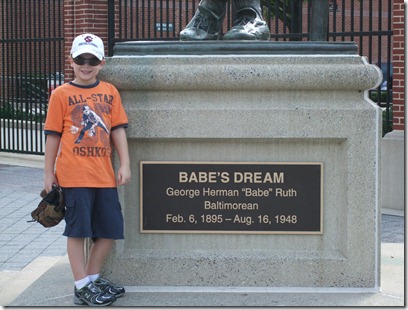 ALL-STAR
OSHKOSH
BABE'S DREAM
George Herman "Babe" Ruth
Baltimorean
Feb. 6, 1895 – Aug. 16, 1948